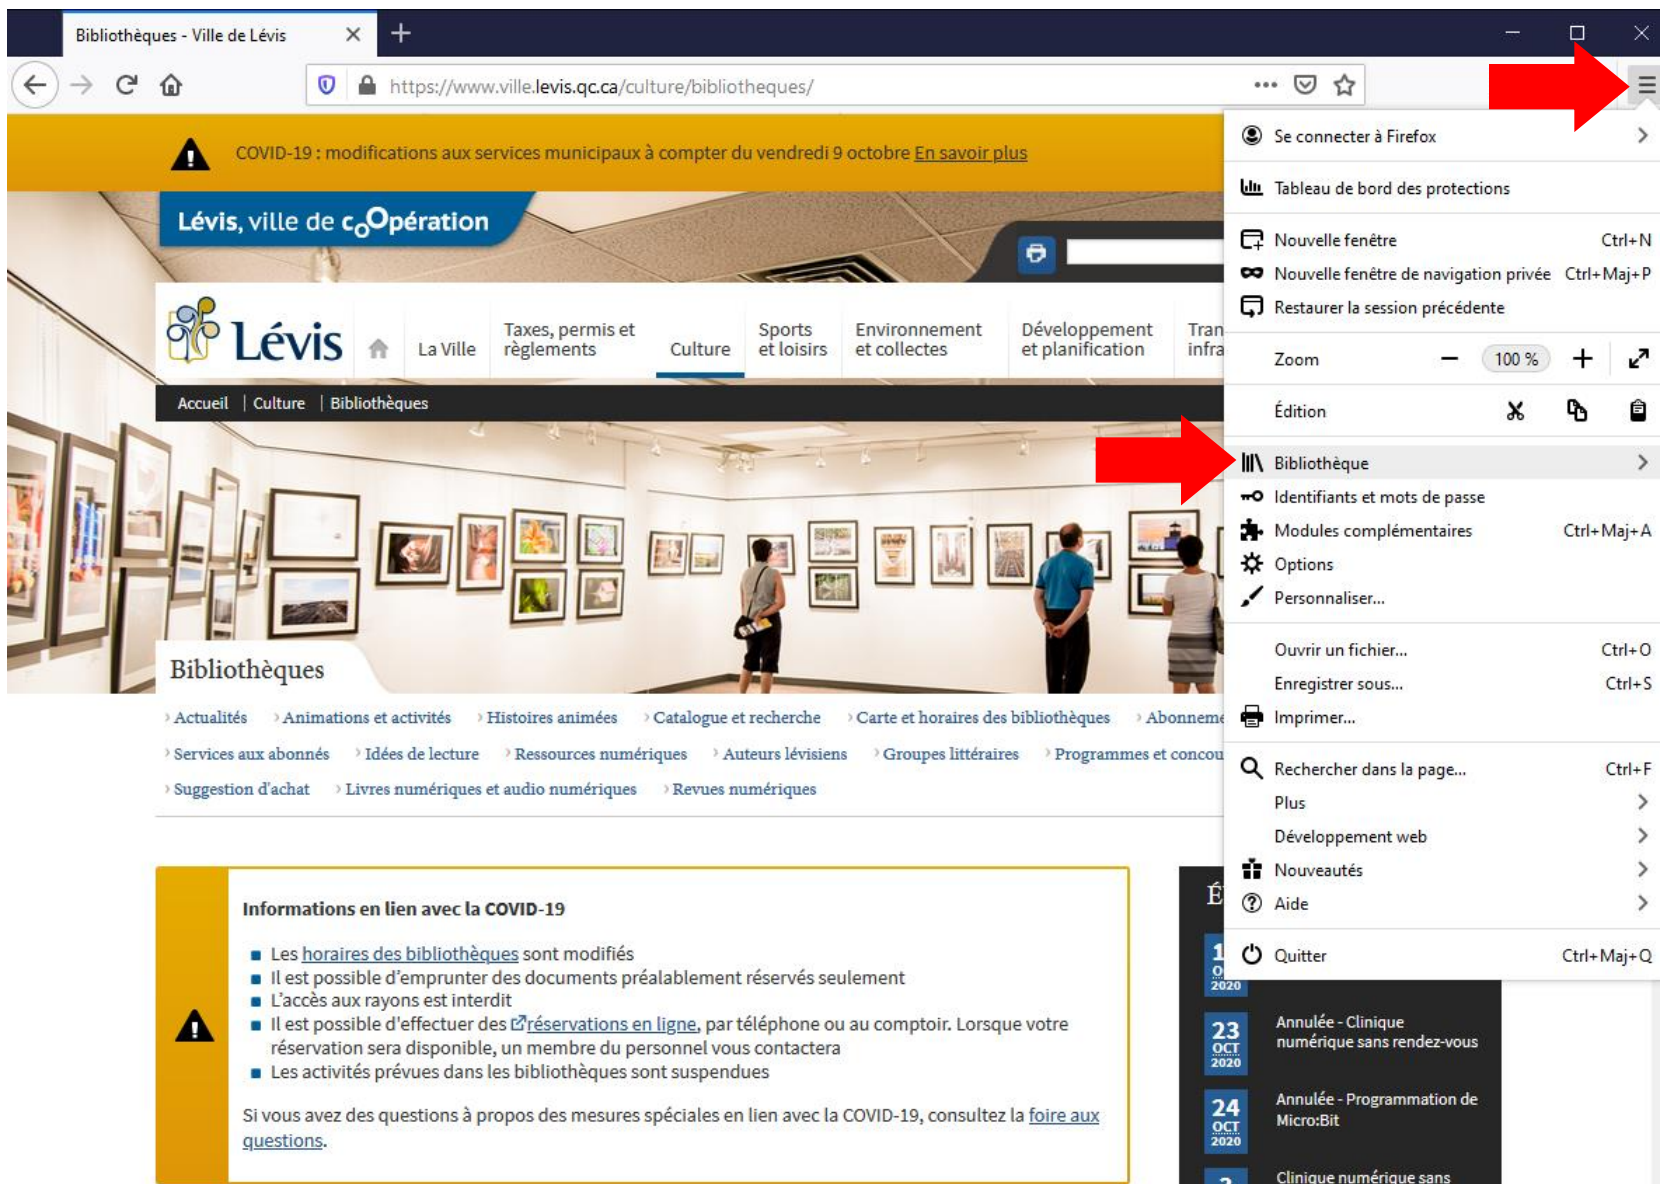 Bibliothèques - Ville de Lévis
https://www.ville.levis.qc.ca/culture/bibliotheques/
COVID-19 : modifications aux services municipaux à compter du vendredi 9 octobre En savoir plus
Lévis, ville de coOpération
Lévis
La Ville
Taxes, permis et
règlements
Culture
Sports
et loisirs
Environnement
et collectes
Développement
et planification
Tran
infra
Accueil | Culture | Bibliothèques
Bibliothèques
› Actualités › Animations et activités › Histoires animées › Catalogue et recherche › Carte et horaires des bibliothèques › Abonneme
› Services aux abonnés › Idées de lecture › Ressources numériques › Auteurs lévisiens › Groupes littéraires › Programmes et concou
› Suggestion d'achat › Livres numériques et audio numériques › Revues numériques
Informations en lien avec la COVID-19
Les horaires des bibliothèques sont modifiés
Il est possible d'emprunter des documents préalablement réservés seulement
L'accès aux rayons est interdit
Il est possible d'effectuer des réservations en ligne, par téléphone ou au comptoir. Lorsque votre
réservation sera disponible, un membre du personnel vous contactera
Les activités prévues dans les bibliothèques sont suspendues
Si vous avez des questions à propos des mesures spéciales en lien avec la COVID-19, consultez la foire aux
questions.
Se connecter à Firefox
Tableau de bord des protections
Nouvelle fenêtre Ctrl+N
Nouvelle fenêtre de navigation privée Ctrl+Maj+P
Restaurer la session précédente
Zoom 100 %
Édition
Bibliothèque
Identifiants et mots de passe
Modules complémentaires Ctrl+Maj+A
Options
Personnaliser...
Ouvrir un fichier... Ctrl+O
Enregistrer sous... Ctrl+S
Imprimer...
Rechercher dans la page... Ctrl+F
Plus
Développement web
Nouveautés
Aide
Quitter Ctrl+Maj+Q
2020
23
OCT
2020
Annulée - Clinique
numérique sans rendez-vous
24
OCT
2020
Annulée - Programmation de
Micro:Bit
Clinique numérique sans